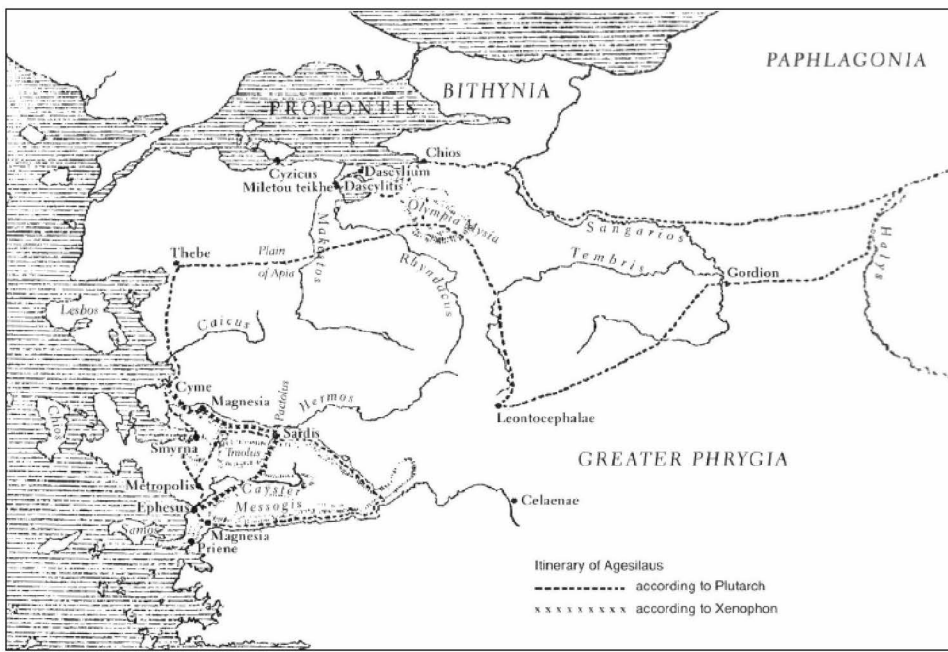 PAPHLAGONIA
BITHYNIA
PROPONTIS
Chios
Cyzicus
Dascylium
Miletou teikhe
Dascylitis
Olympia Mysia
Makestos
Sangarios
Halys
Thebe
Plain
of Apia
Tembris
Rhyndacus
Gordion
Lesbos
Caicus
Cyme
Magnesia
Pactolus
Hermos
Leontocephalae
Chios
Sardis
Smyrna
Tmolus
GREATER PHRYGIA
Metropolis
Cayster
Ephesus
Messogis
Celaenae
Samos
Magnesia
Priene
Itinerary of Agesilaus
according to Plutarch
according to Xenophon